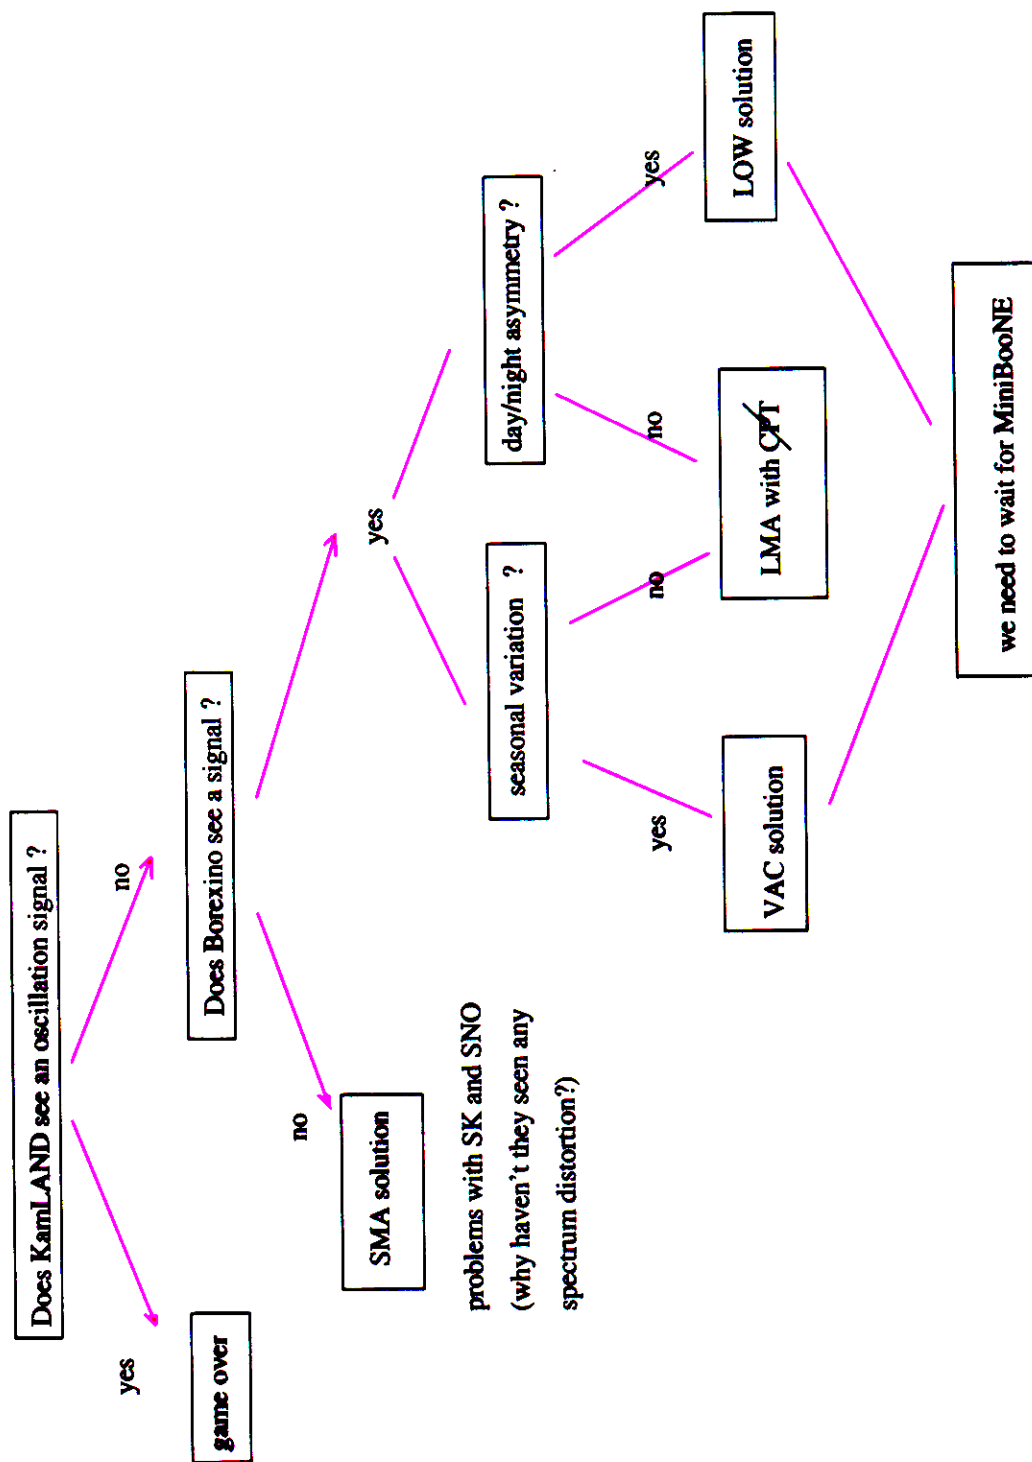 Does KamLAND see an oscillation signal ?
yes
no
game over
Does Borexino see a signal ?
no
yes
SMA solution
problems with SK and SNO
(why haven't they seen any
spectrum distortion?)
seasonal variation ?
day/night asymmetry ?
yes
no
no
yes
VAC solution
LMA with CPT
LOW solution
we need to wait for MiniBooNE